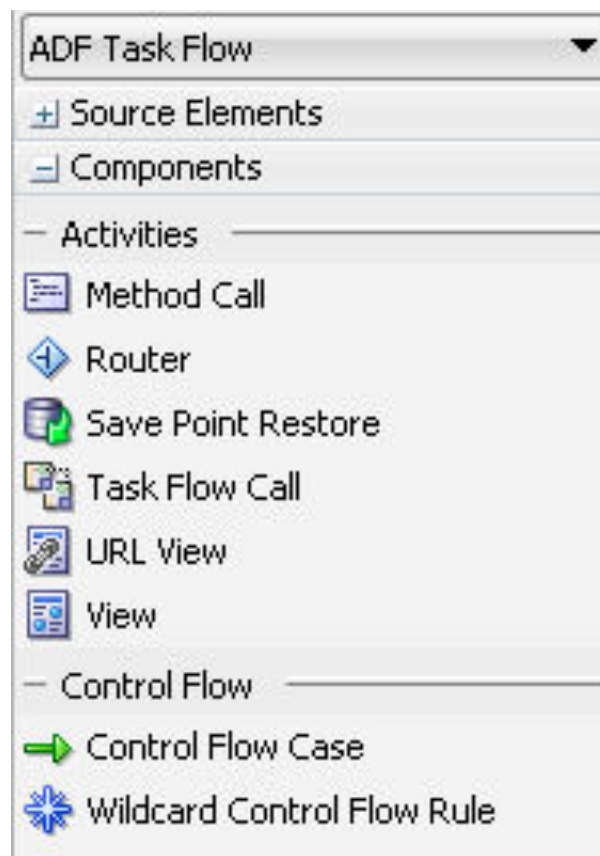 ADF Task Flow
Source Elements
Components
Activities
Method Call
Router
Save Point Restore
Task Flow Call
URL View
View
Control Flow
Control Flow Case
Wildcard Control Flow Rule